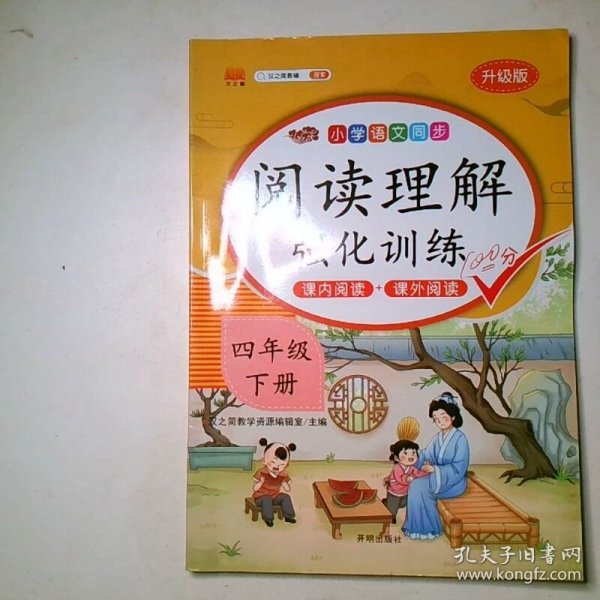 升级版
汉之简
汉之简教辅 搜索
小学语文同步
阅读理解
强化训练
100分
课内阅读+课外阅读
四年级
下册
汉之简教学资源编辑室/主编
开明出版社
孔夫子旧书网
www.kongfz.com